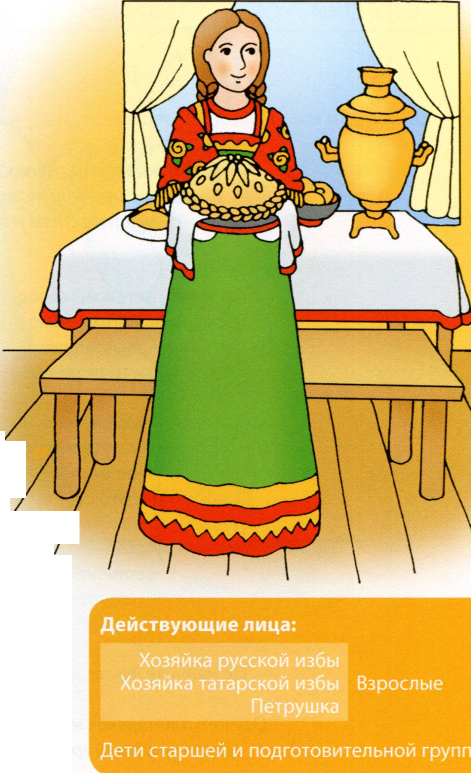 Действующие лица:
Хозяйка русской избы
Хозяйка татарской избы Взрослые
Петрушка
Дети старшей и подготовительной групп